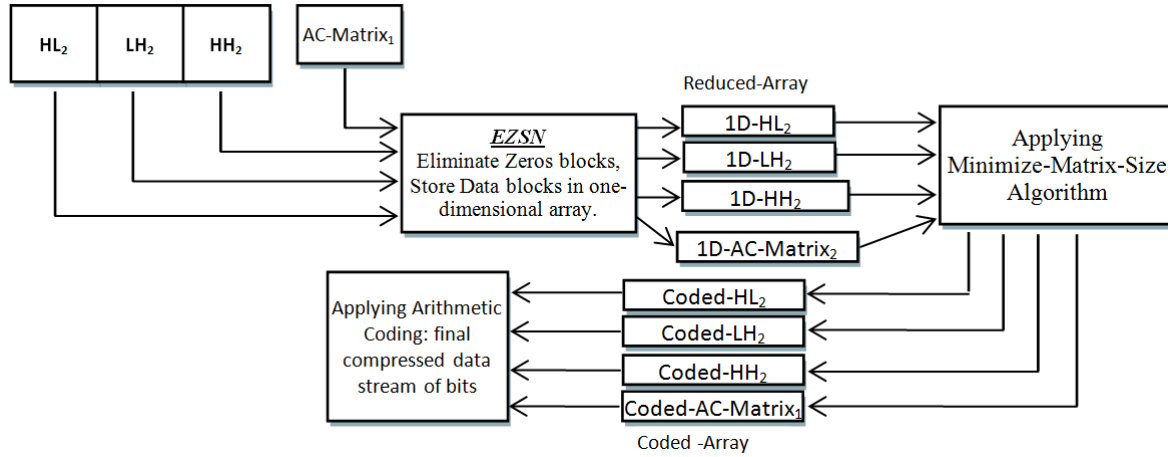 HL₂ LH₂ HH₂
AC-Matrix₁
Reduced-Array
EZSN
Eliminate Zeros blocks,
Store Data blocks in one-
dimensional array.
1D-HL₂
1D-LH₂
1D-HH₂
1D-AC-Matrix₂
Applying
Minimize-Matrix-Size
Algorithm
Applying Arithmetic
Coding: final
compressed data
stream of bits
Coded-HL₂
Coded-LH₂
Coded-HH₂
Coded-AC-Matrix₁
Coded -Array